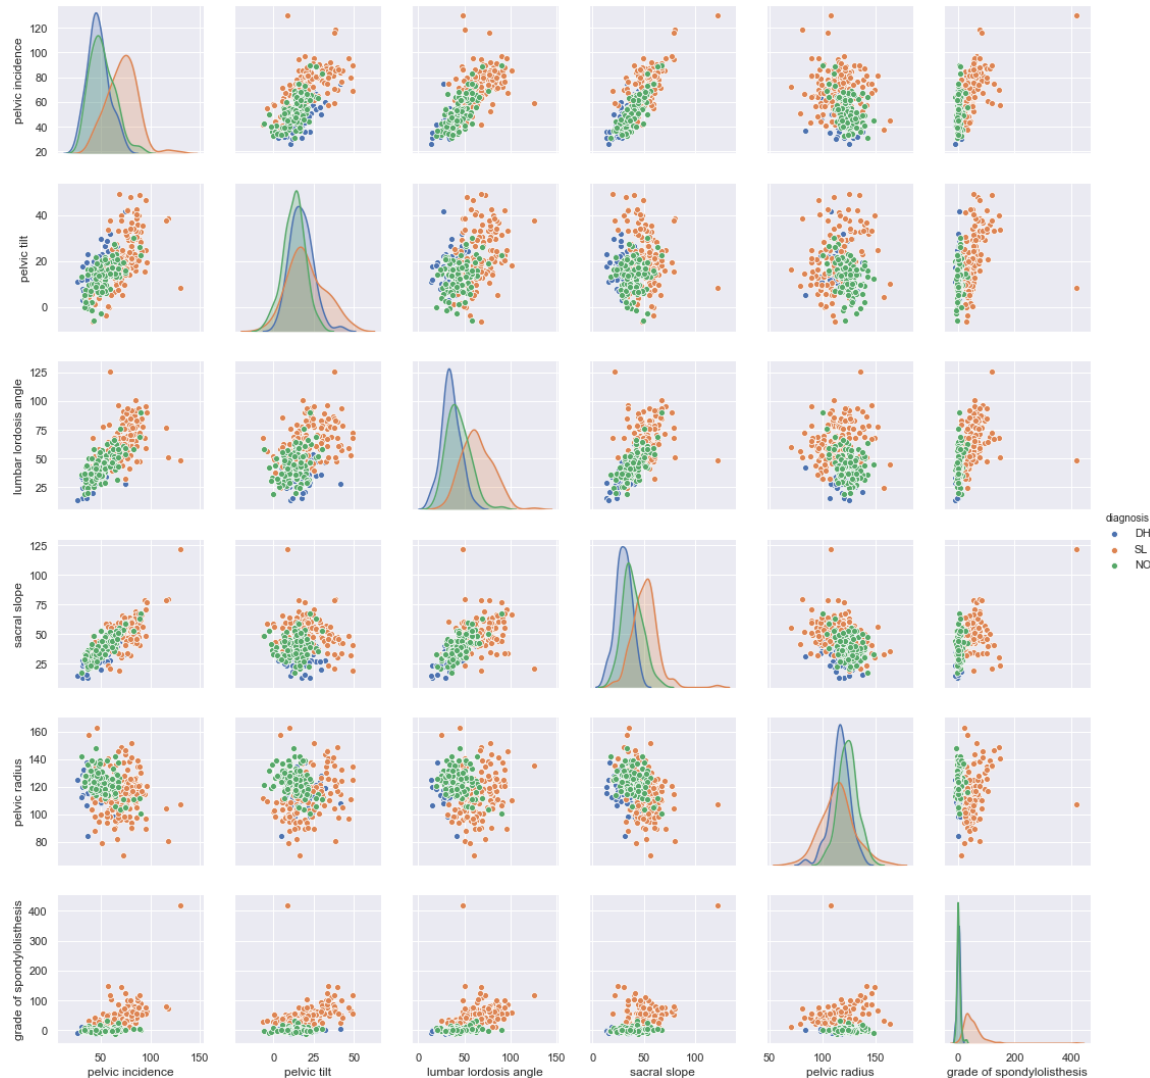 pelvic incidence
120
100
80
60
40
20
pelvic tilt
40
20
0
lumbar lordosis angle
125
100
75
50
25
diagnosis
DH
SL
NO
sacral slope
125
100
75
50
25
pelvic radius
160
140
120
100
80
grade of spondylolisthesis
400
300
200
100
0
50 100 150
0 25 50
0 50 100 150
0 50 100
50 100 150
0 200 400
pelvic incidence pelvic tilt lumbar lordosis angle sacral slope pelvic radius grade of spondylolisthesis